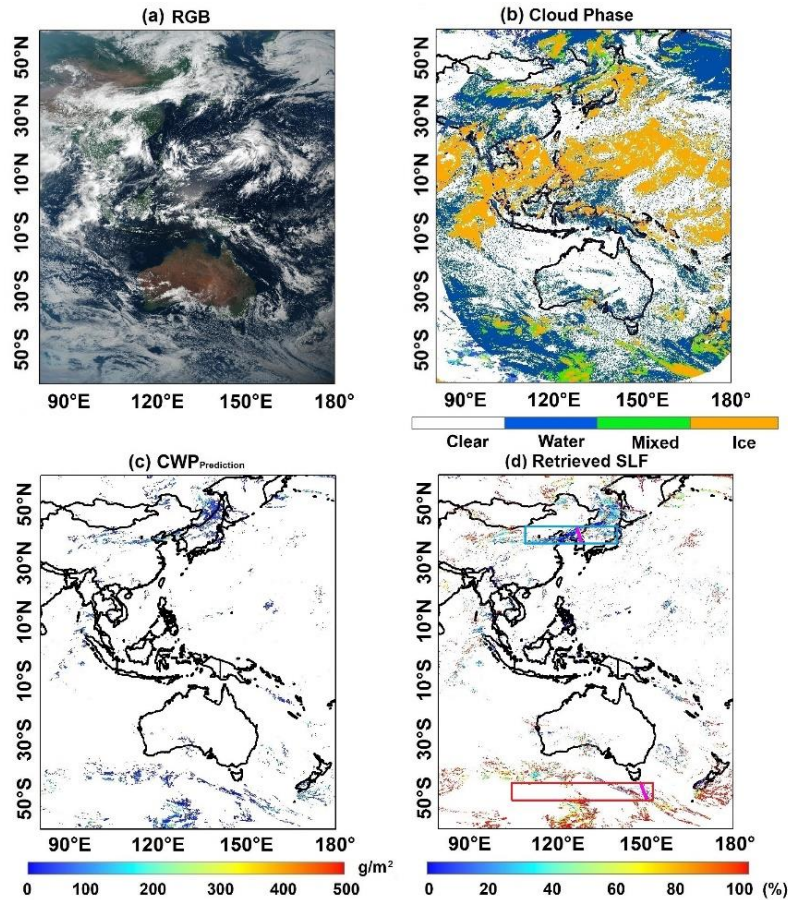 (a) RGB
50°N
30°N
10°N
10°S
30°S
50°S
90°E 120°E 150°E 180°
(b) Cloud Phase
50°N
30°N
10°N
10°S
30°S
50°S
90°E 120°E 150°E 180°
Clear Water Mixed Ice
(c) CWPPrediction
50°N
30°N
10°N
10°S
30°S
50°S
90°E 120°E 150°E 180°
0 100 200 300 400 500 g/m²
(d) Retrieved SLF
50°N
30°N
10°N
10°S
30°S
50°S
90°E 120°E 150°E 180°
0 20 40 60 80 100 (%)